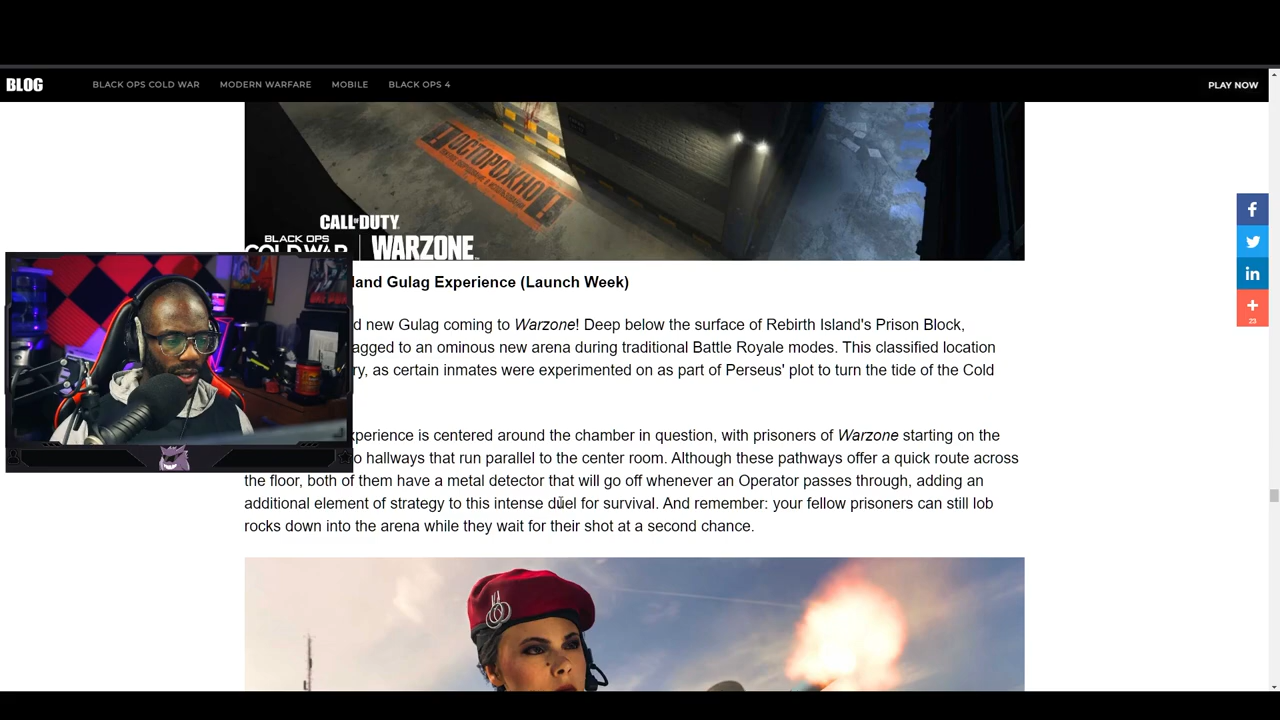 BLOG
BLACK OPS COLD WAR
MODERN WARFARE
MOBILE
BLACK OPS 4
PLAY NOW
ОСТОРОЖНО!
CALL OF DUTY
BLACK OPS
COLD WAR
WARZONE
and Gulag Experience (Launch Week)
d new Gulag coming to Warzone! Deep below the surface of Rebirth Island's Prison Block,
agged to an ominous new arena during traditional Battle Royale modes. This classified location
ry, as certain inmates were experimented on as part of Perseus' plot to turn the tide of the Cold
xperience is centered around the chamber in question, with prisoners of Warzone starting on the
o hallways that run parallel to the center room. Although these pathways offer a quick route across
the floor, both of them have a metal detector that will go off whenever an Operator passes through, adding an
additional element of strategy to this intense duel for survival. And remember: your fellow prisoners can still lob
rocks down into the arena while they wait for their shot at a second chance.
23